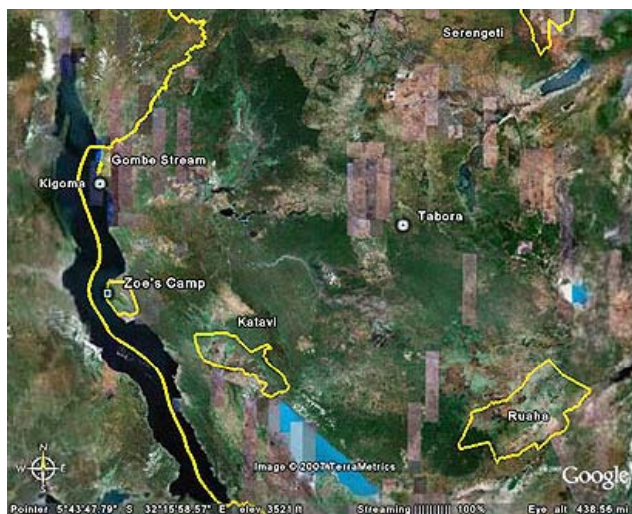 Serengeti
Gombe Stream
Kigoma
Tabora
Zoe's Camp
Katavi
Ruaha
N
W E
S
Image © 2007 TerraMetrics
Google
Pointer 5°43'47.79" S 32°15'58.57" E elev 3521 ft Streaming |||||||||| 100% Eye alt 438.56 mi